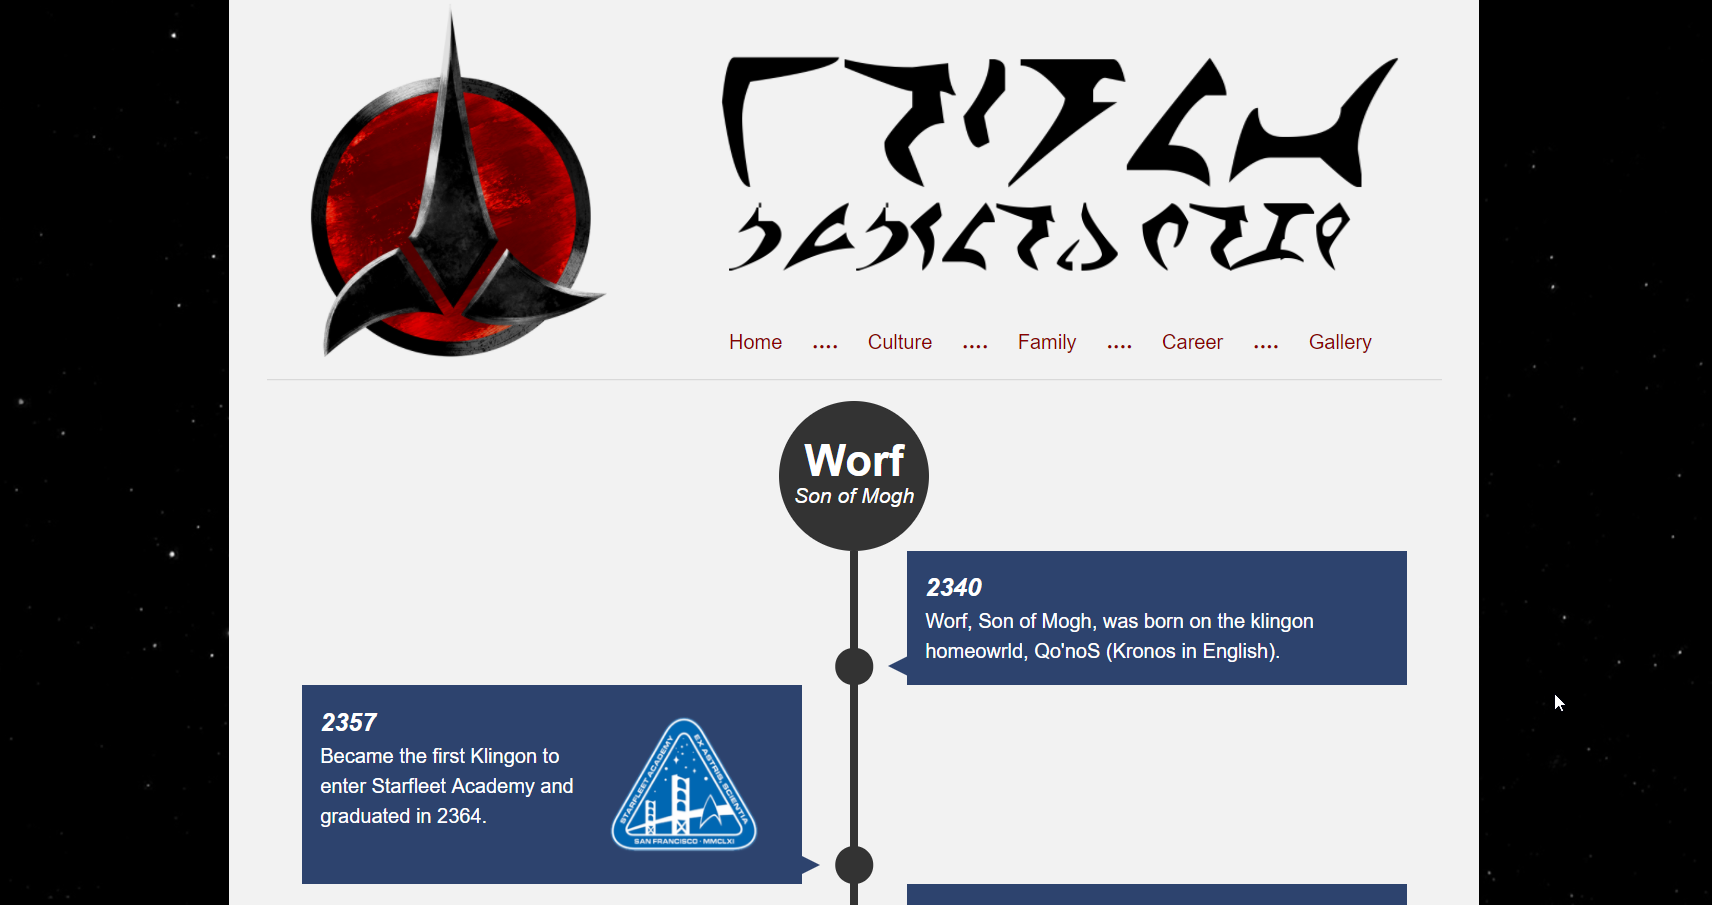 Home .... Culture .... Family .... Career .... Gallery
Worf
Son of Mogh
2340
Worf, Son of Mogh, was born on the klingon
homeowrld, Qo'noS (Kronos in English).
2357
Became the first Klingon to
enter Starfleet Academy and
graduated in 2364.
STARFLEET ACADEMY
EX ASTRIS, SCIENTIA
SAN FRANCISCO · MMCLXI